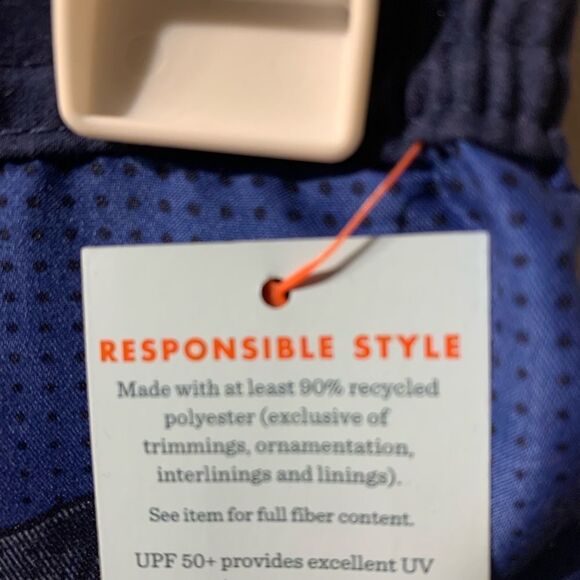 RESPONSIBLE STYLE
Made with at least 90% recycled
polyester (exclusive of
trimmings, ornamentation,
interlinings and linings).
See item for full fiber content.
UPF 50+ provides excellent UV